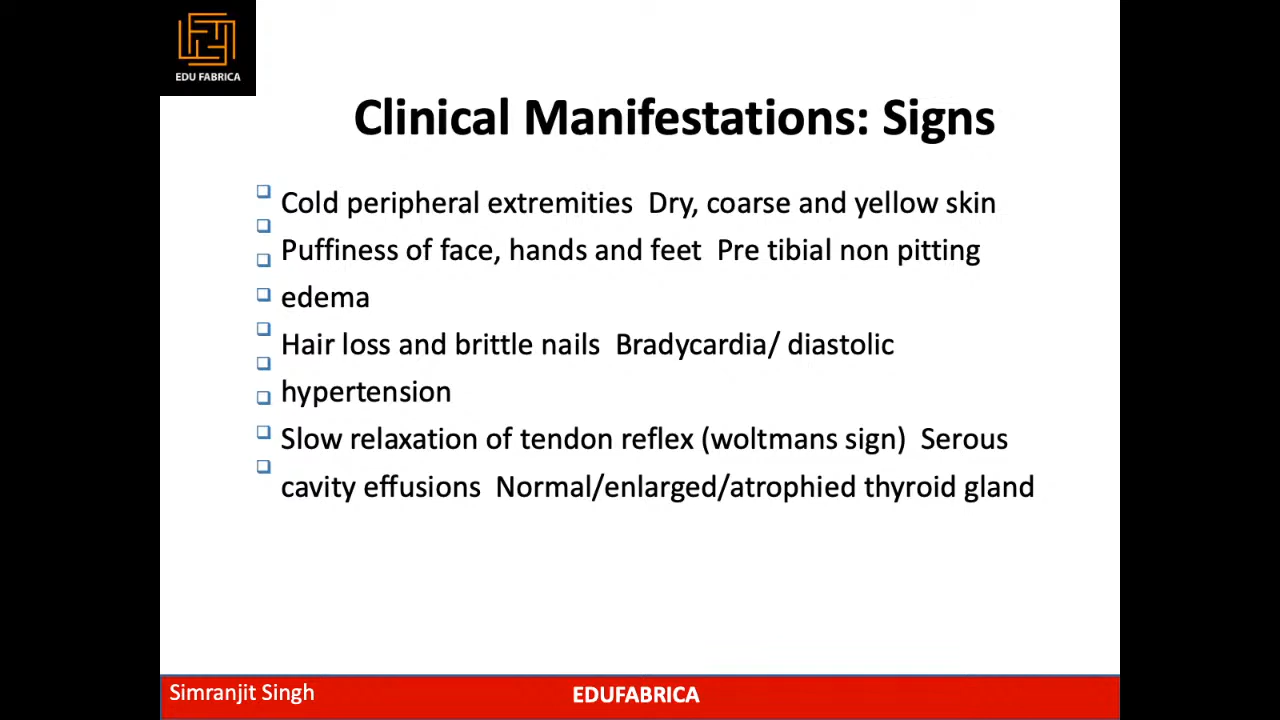 EDU FABRICA
Clinical Manifestations: Signs
Cold peripheral extremities Dry, coarse and yellow skin
Puffiness of face, hands and feet Pre tibial non pitting
edema
Hair loss and brittle nails Bradycardia/ diastolic
hypertension
Slow relaxation of tendon reflex (woltmans sign) Serous
cavity effusions Normal/enlarged/atrophied thyroid gland
Simranjit Singh
EDUFABRICA